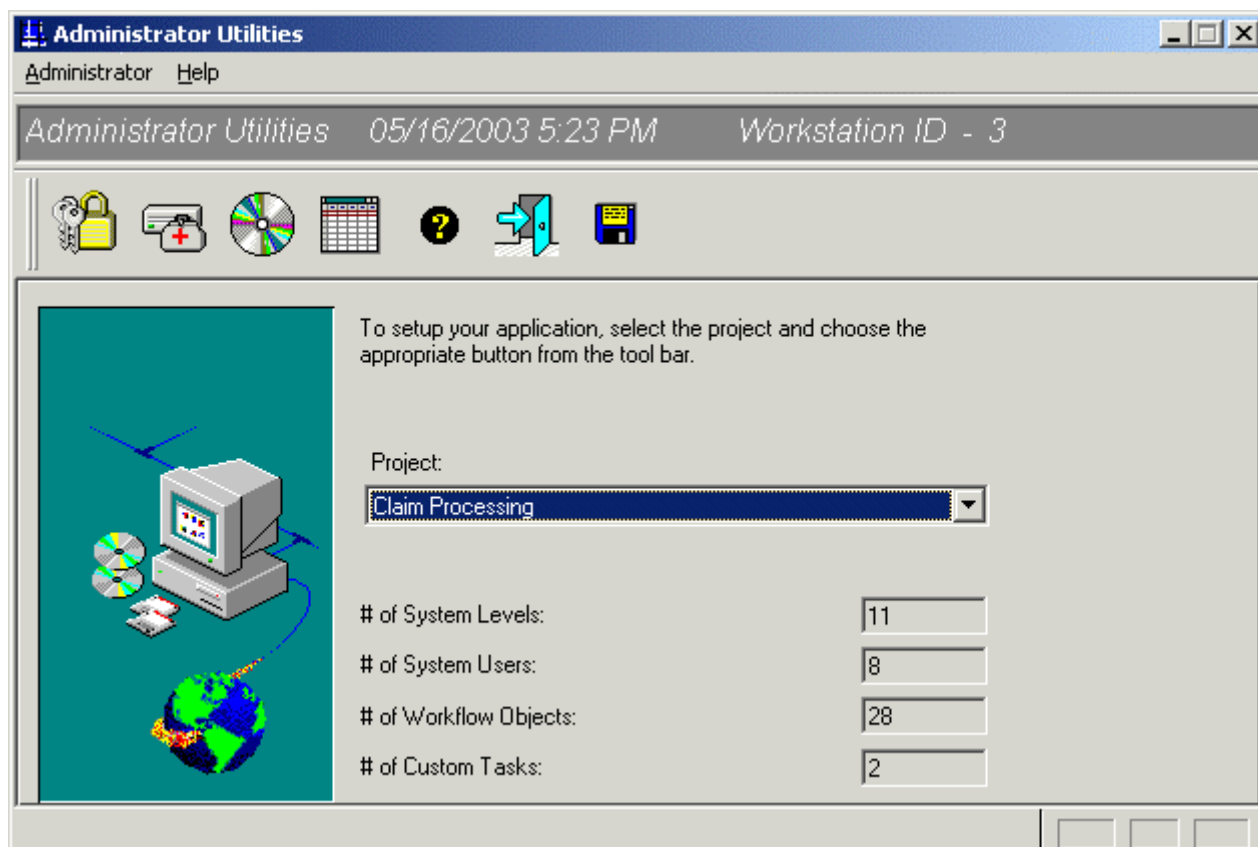 Administrator Utilities
Administrator Help
Administrator Utilities 05/16/2003 5:23 PM Workstation ID - 3
?
To setup your application, select the project and choose the
appropriate button from the tool bar.
Project:
Claim Processing
# of System Levels: 11
# of System Users: 8
# of Workflow Objects: 28
# of Custom Tasks: 2